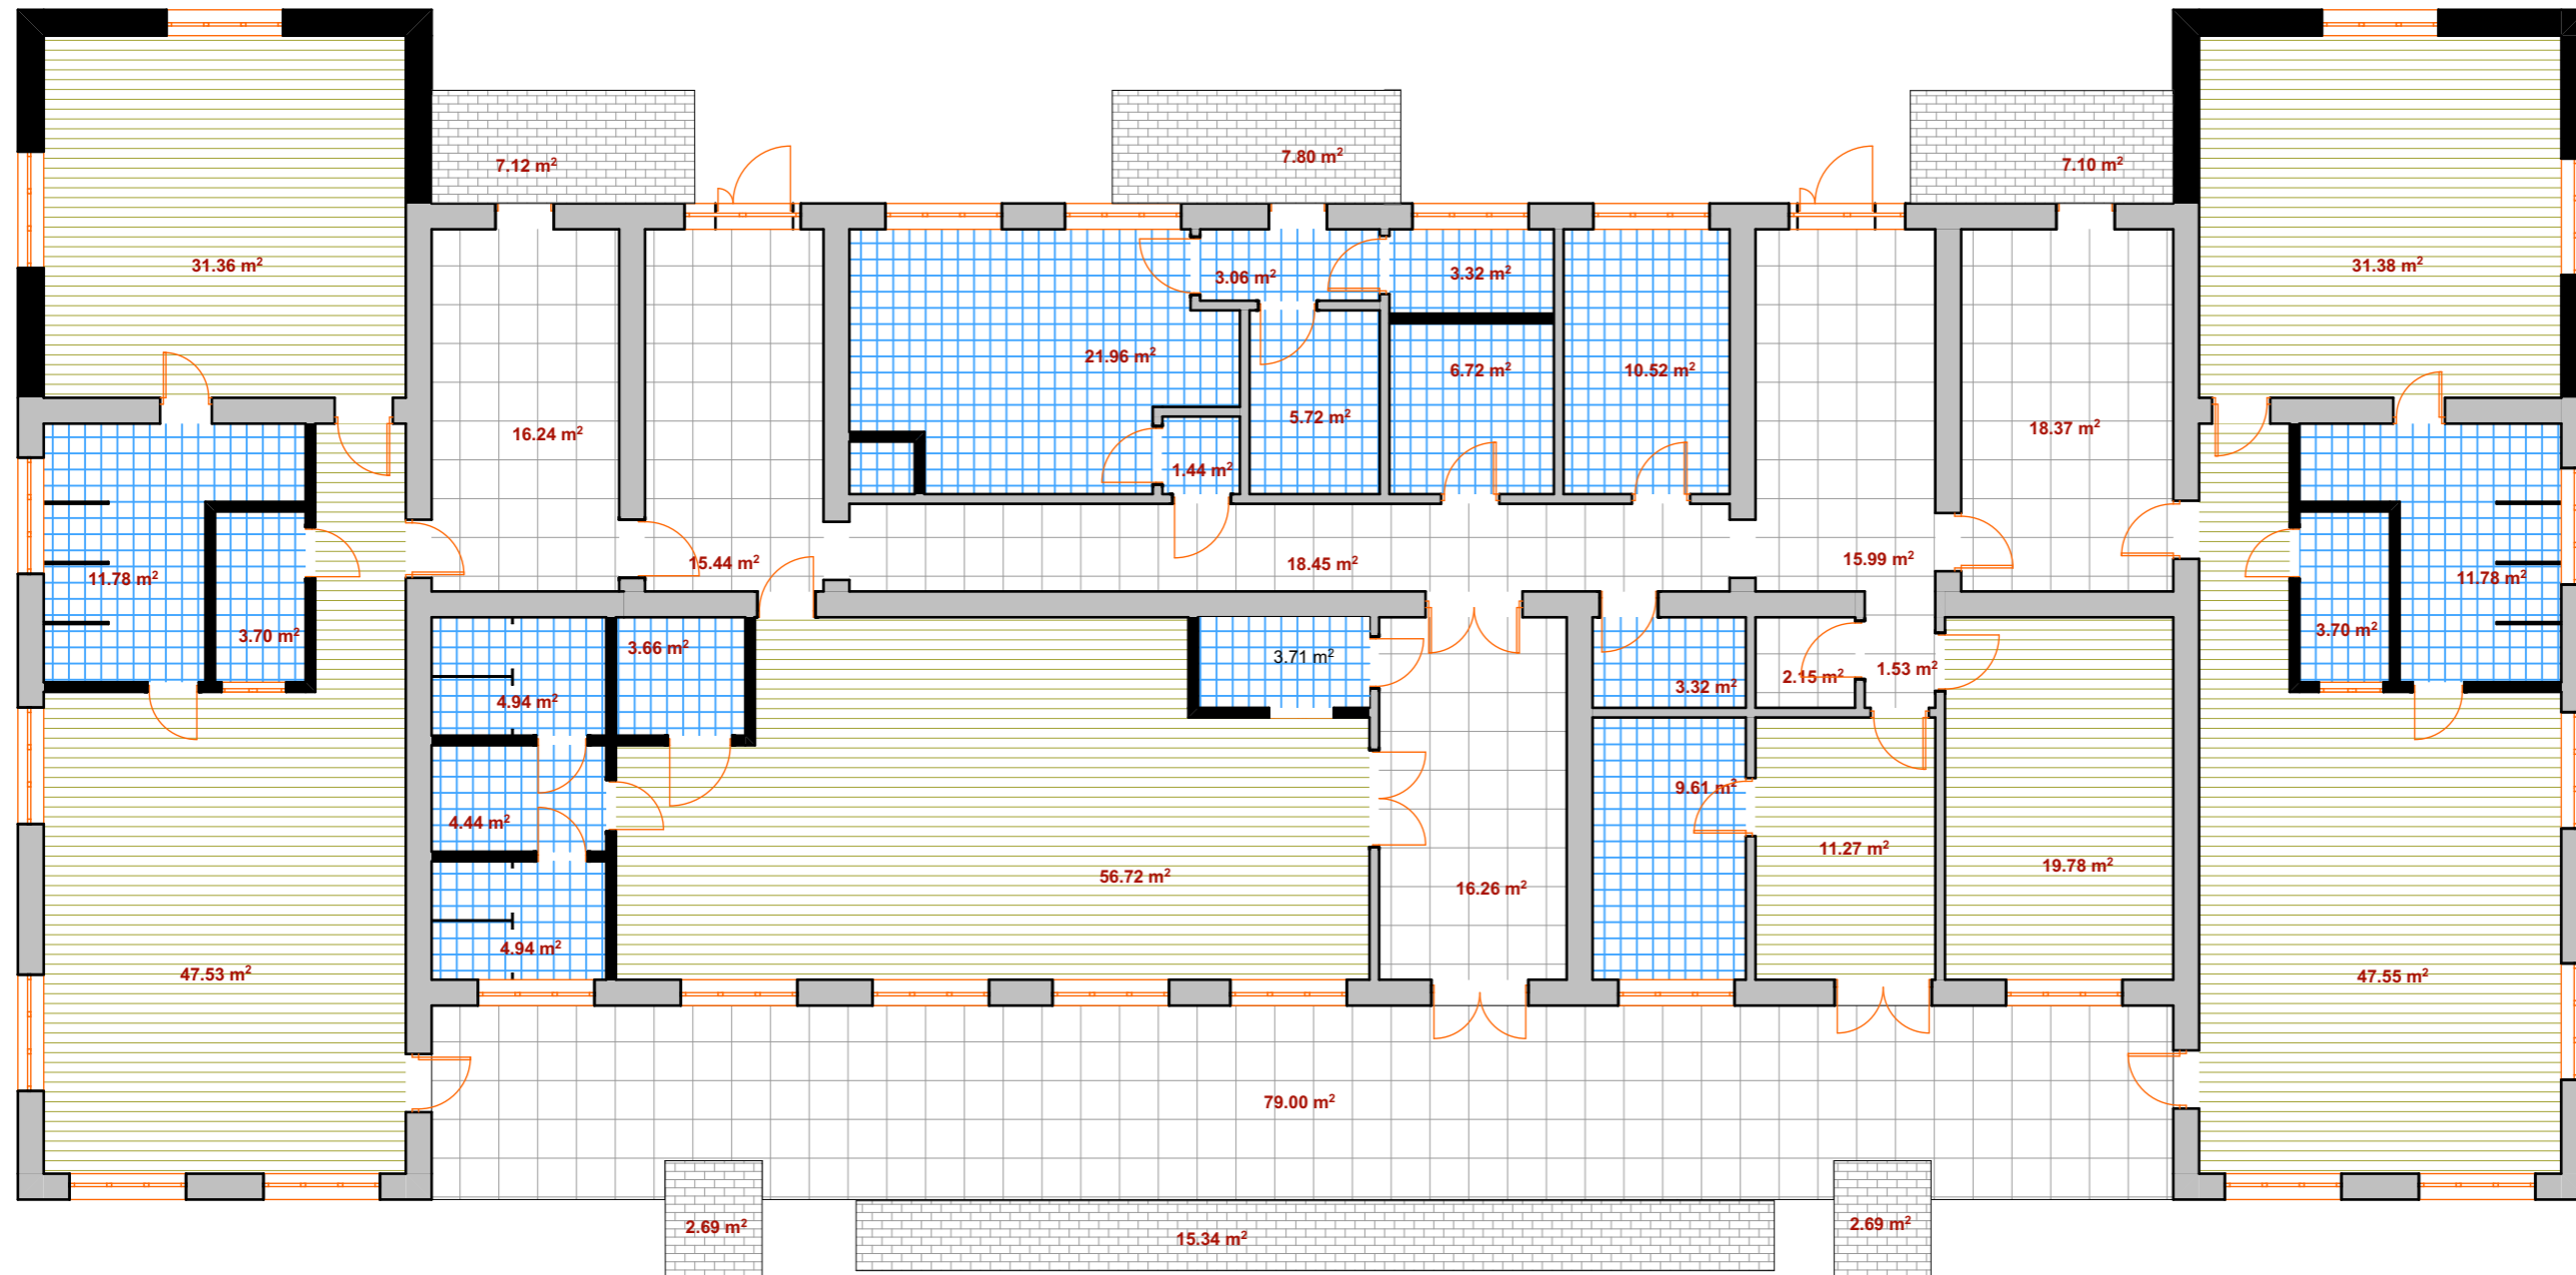 7.12 m²
7.80 m²
7.10 m²
31.36 m²
3.06 m²
3.32 m²
31.38 m²
21.96 m²
6.72 m²
10.52 m²
16.24 m²
5.72 m²
18.37 m²
1.44 m²
11.78 m²
15.44 m²
18.45 m²
15.99 m²
11.78 m²
3.70 m²
3.66 m²
3.71 m²
3.70 m²
4.94 m²
3.32 m²
2.15 m²
1.53 m²
4.44 m²
9.61 m²
11.27 m²
19.78 m²
56.72 m²
16.26 m²
4.94 m²
47.53 m²
47.55 m²
79.00 m²
2.69 m²
15.34 m²
2.69 m²